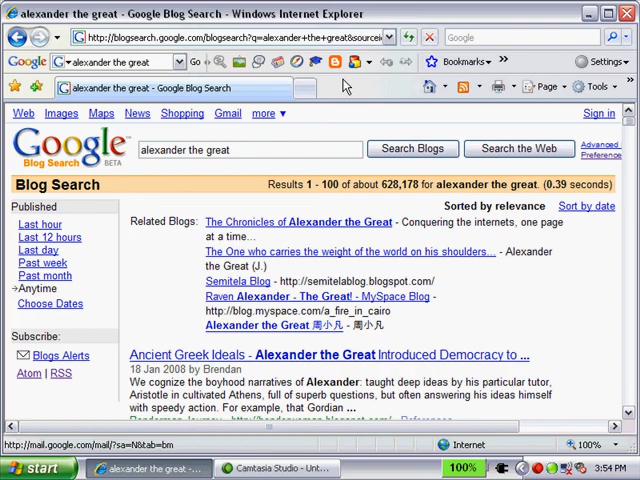 alexander the great - Google Blog Search - Windows Internet Explorer
http://blogsearch.google.com/blogsearch?q=alexander+the+great&sourcei
Google
Google
alexander the great
Go
Bookmarks
Settings
alexander the great - Google Blog Search
Page
Tools
Web Images Maps News Shopping Gmail more ▼
Sign in
Google
Blog Search BETA
alexander the great
Search Blogs
Search the Web
Advanced
Preference
Blog Search
Results 1 - 100 of about 628,178 for alexander the great. (0.39 seconds)
Published
Last hour
Last 12 hours
Last day
Past week
Past month
Anytime
Choose Dates
Subscribe:
Blogs Alerts
Atom | RSS
Sorted by relevance Sort by date
Related Blogs:
The Chronicles of Alexander the Great - Conquering the internets, one page
at a time...
The One who carries the weight of the world on his shoulders... - Alexander
the Great (J.)
Semitela Blog - http://semitelablog.blogspot.com/
Raven Alexander - The Great! - MySpace Blog -
http://blog.myspace.com/a_fire_in_cairo
Alexander the Great 周小凡 - 周小凡
Ancient Greek Ideals - Alexander the Great Introduced Democracy to ...
18 Jan 2008 by Brendan
We cognize the boyhood narratives of Alexander: taught deep ideas by his particular tutor,
Aristotle in cultivated Athens, full of superb questions, but often answering his ideas himself
with speedy action. For example, that Gordian ...
http://mail.google.com/mail/?sa=N&tab=bm
Internet
100%
start
alexander the great -...
Camtasia Studio - Unt...
100%
3:54 PM